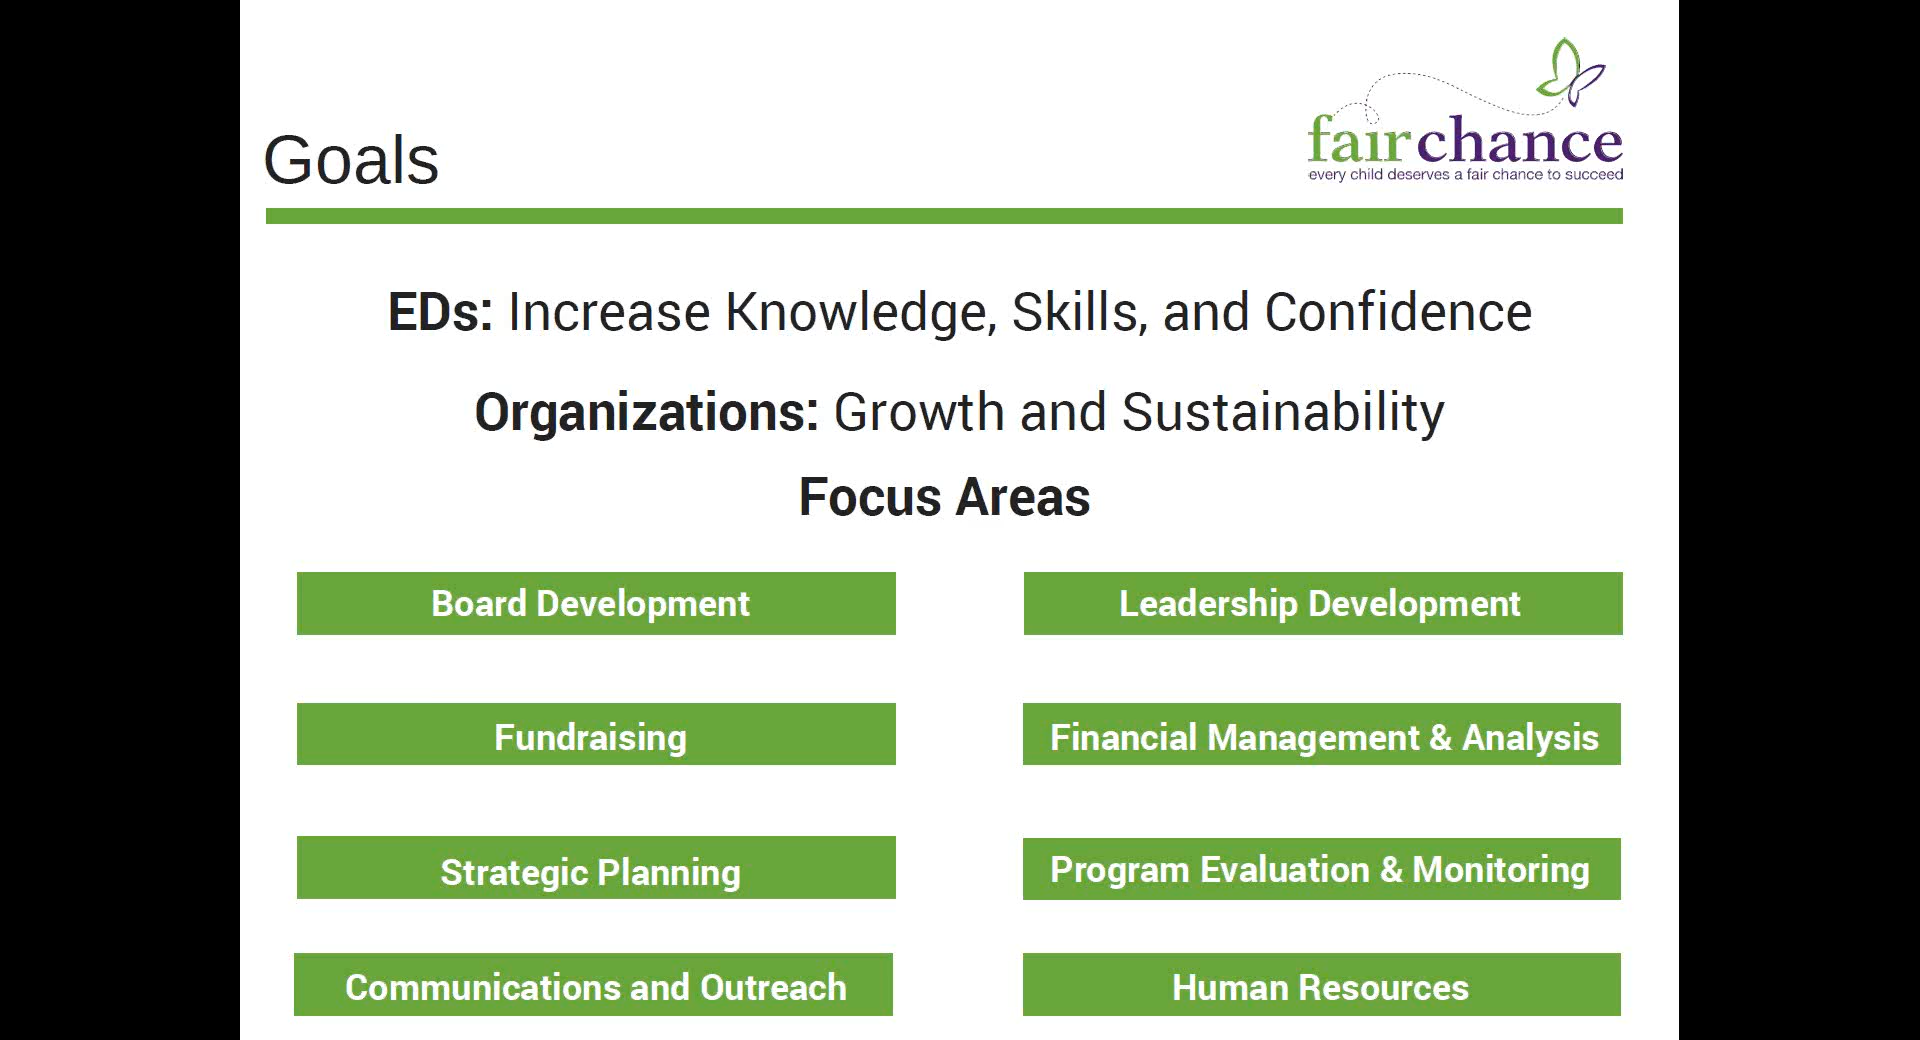 fairchance
every child deserves a fair chance to succeed
Goals
EDs: Increase Knowledge, Skills, and Confidence
Organizations: Growth and Sustainability
Focus Areas
Board Development
Leadership Development
Fundraising
Financial Management & Analysis
Strategic Planning
Program Evaluation & Monitoring
Communications and Outreach
Human Resources